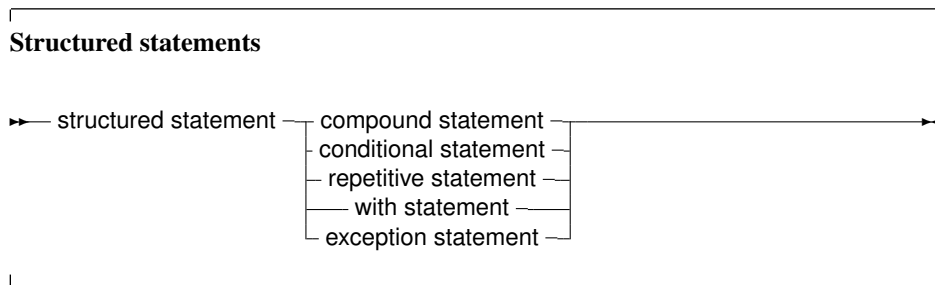 Structured statements
structured statement compound statement
conditional statement
repetitive statement
with statement
exception statement